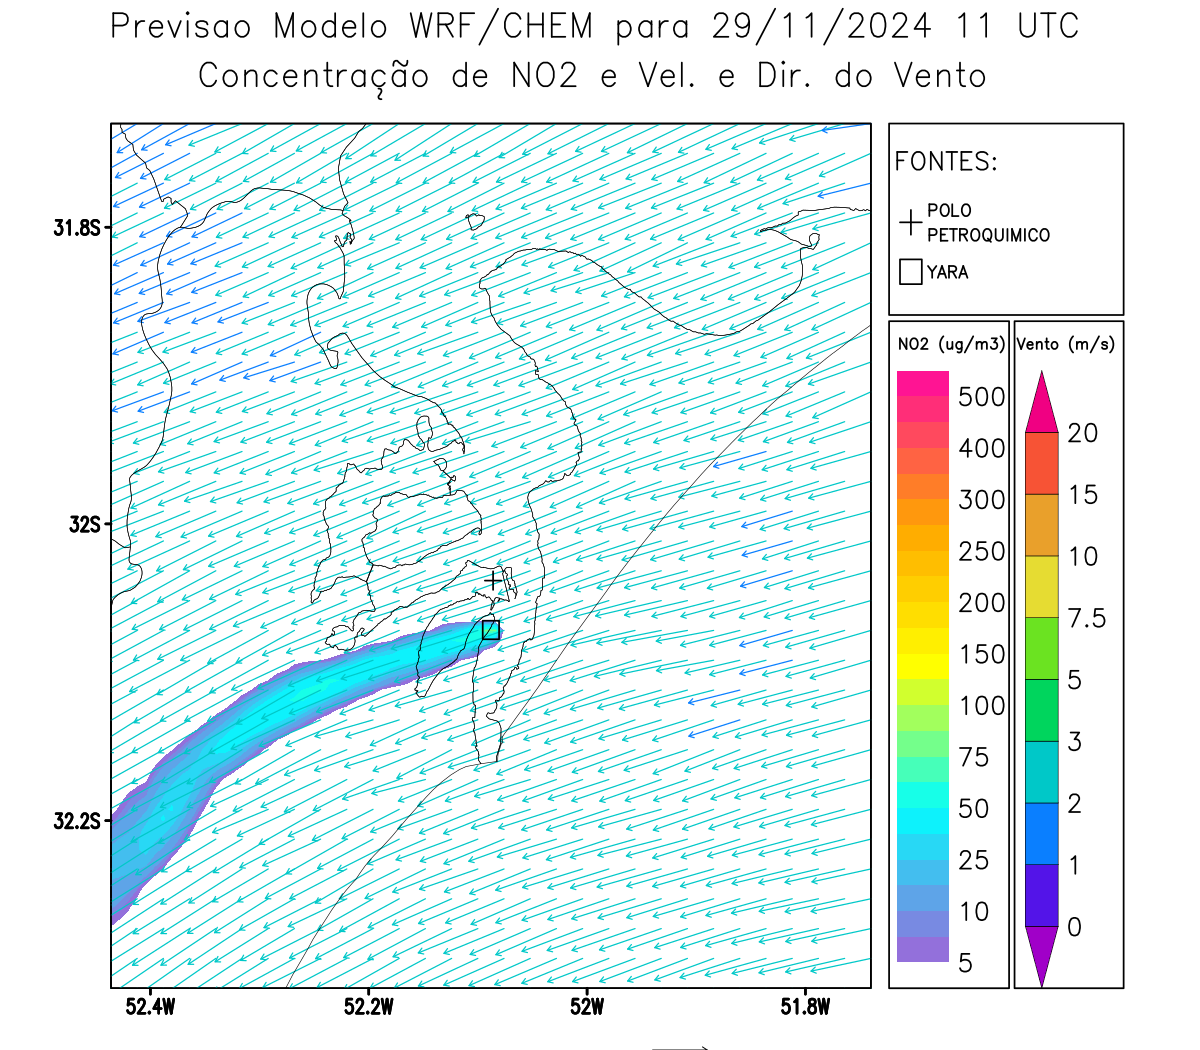 Previsao Modelo WRF/CHEM para 29/11/2024 11 UTC
Concentração de NO2 e Vel. e Dir. do Vento
FONTES:
POLO
PETROQUIMICO
YARA
NO2 (ug/m3)
500
400
300
250
200
150
100
75
50
25
10
5
Vento (m/s)
20
15
10
7.5
5
3
2
1
0
31.8S
32S
32.2S
52.4W
52.2W
52W
51.8W